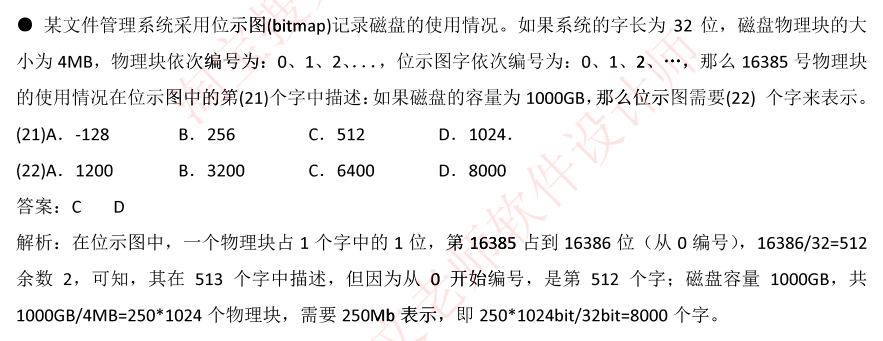 ● 某文件管理系统采用位示图(bitmap)记录磁盘的使用情况。如果系统的字长为 32 位，磁盘物理块的大
小为 4MB，物理块依次编号为：0、1、2、...，位示图字依次编号为：0、1、2、…，那么 16385 号物理块
的使用情况在位示图中的第(21)个字中描述：如果磁盘的容量为 1000GB，那么位示图需要(22) 个字来表示。
(21)A．-128 B．256 C．512 D．1024．
(22)A．1200 B．3200 C．6400 D．8000
答案：C D
解析：在位示图中，一个物理块占 1 个字中的 1 位，第 16385 占到 16386 位（从 0 编号），16386/32=512
余数 2，可知，其在 513 个字中描述，但因为从 0 开始编号，是第 512 个字；磁盘容量 1000GB，共
1000GB/4MB=250*1024 个物理块，需要 250Mb 表示，即 250*1024bit/32bit=8000 个字。